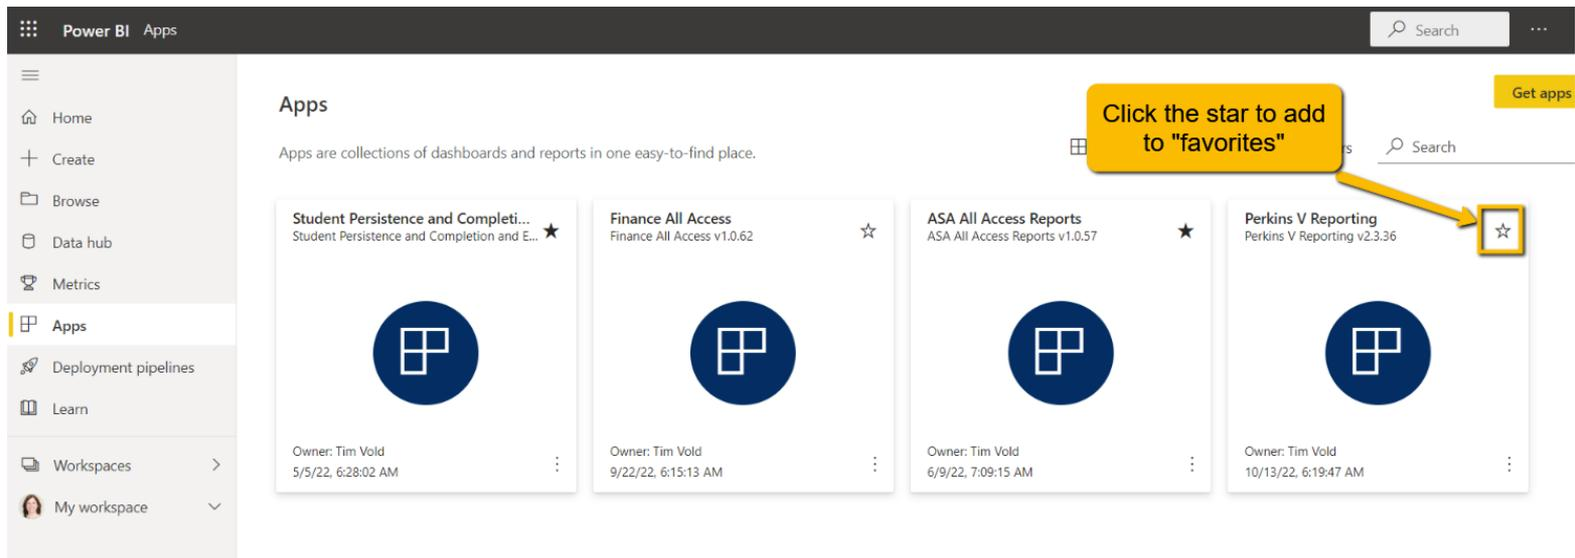 Power BI Apps
Search
Home
Create
Browse
Data hub
Metrics
Apps
Deployment pipelines
Learn
Workspaces
My workspace
Apps
Get apps
Apps are collections of dashboards and reports in one easy-to-find place.
Click the star to add
to "favorites"
Search
Student Persistence and Completi...
Student Persistence and Completion and E...
Owner: Tim Vold
5/5/22, 6:28:02 AM
Finance All Access
Finance All Access v1.0.62
Owner: Tim Vold
9/22/22, 6:15:13 AM
ASA All Access Reports
ASA All Access Reports v1.0.57
Owner: Tim Vold
6/9/22, 7:09:15 AM
Perkins V Reporting
Perkins V Reporting v2.3.36
Owner: Tim Vold
10/13/22, 6:19:47 AM